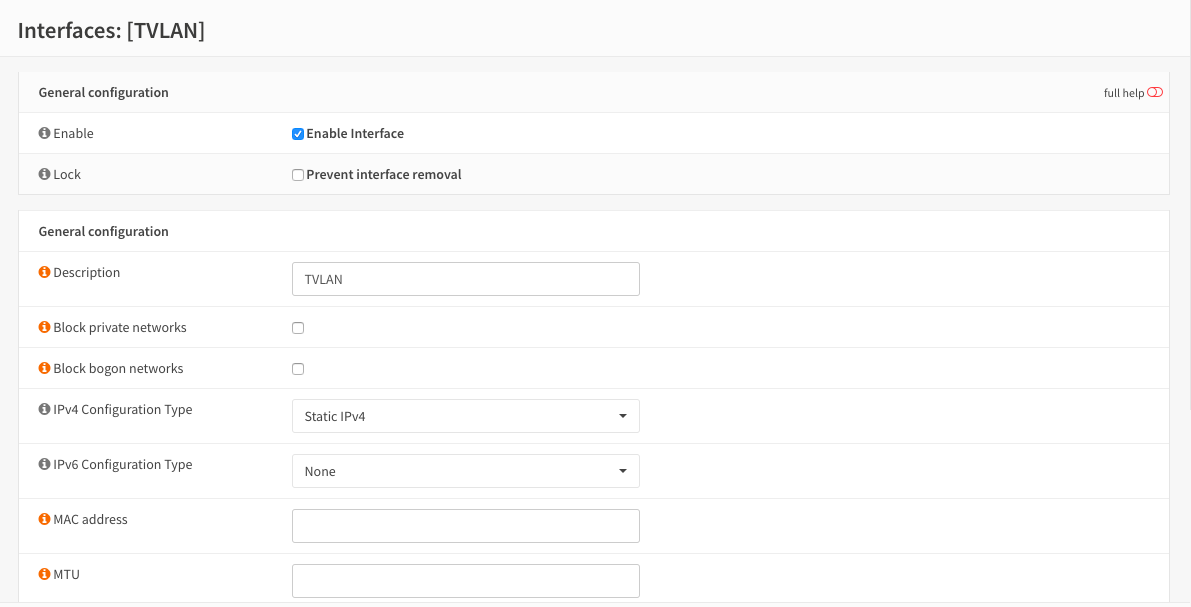 Interfaces: [TVLAN]
General configuration
full help
Enable
Enable Interface
Lock
Prevent interface removal
General configuration
Description
TVLAN
Block private networks
Block bogon networks
IPv4 Configuration Type
Static IPv4
IPv6 Configuration Type
None
MAC address
MTU